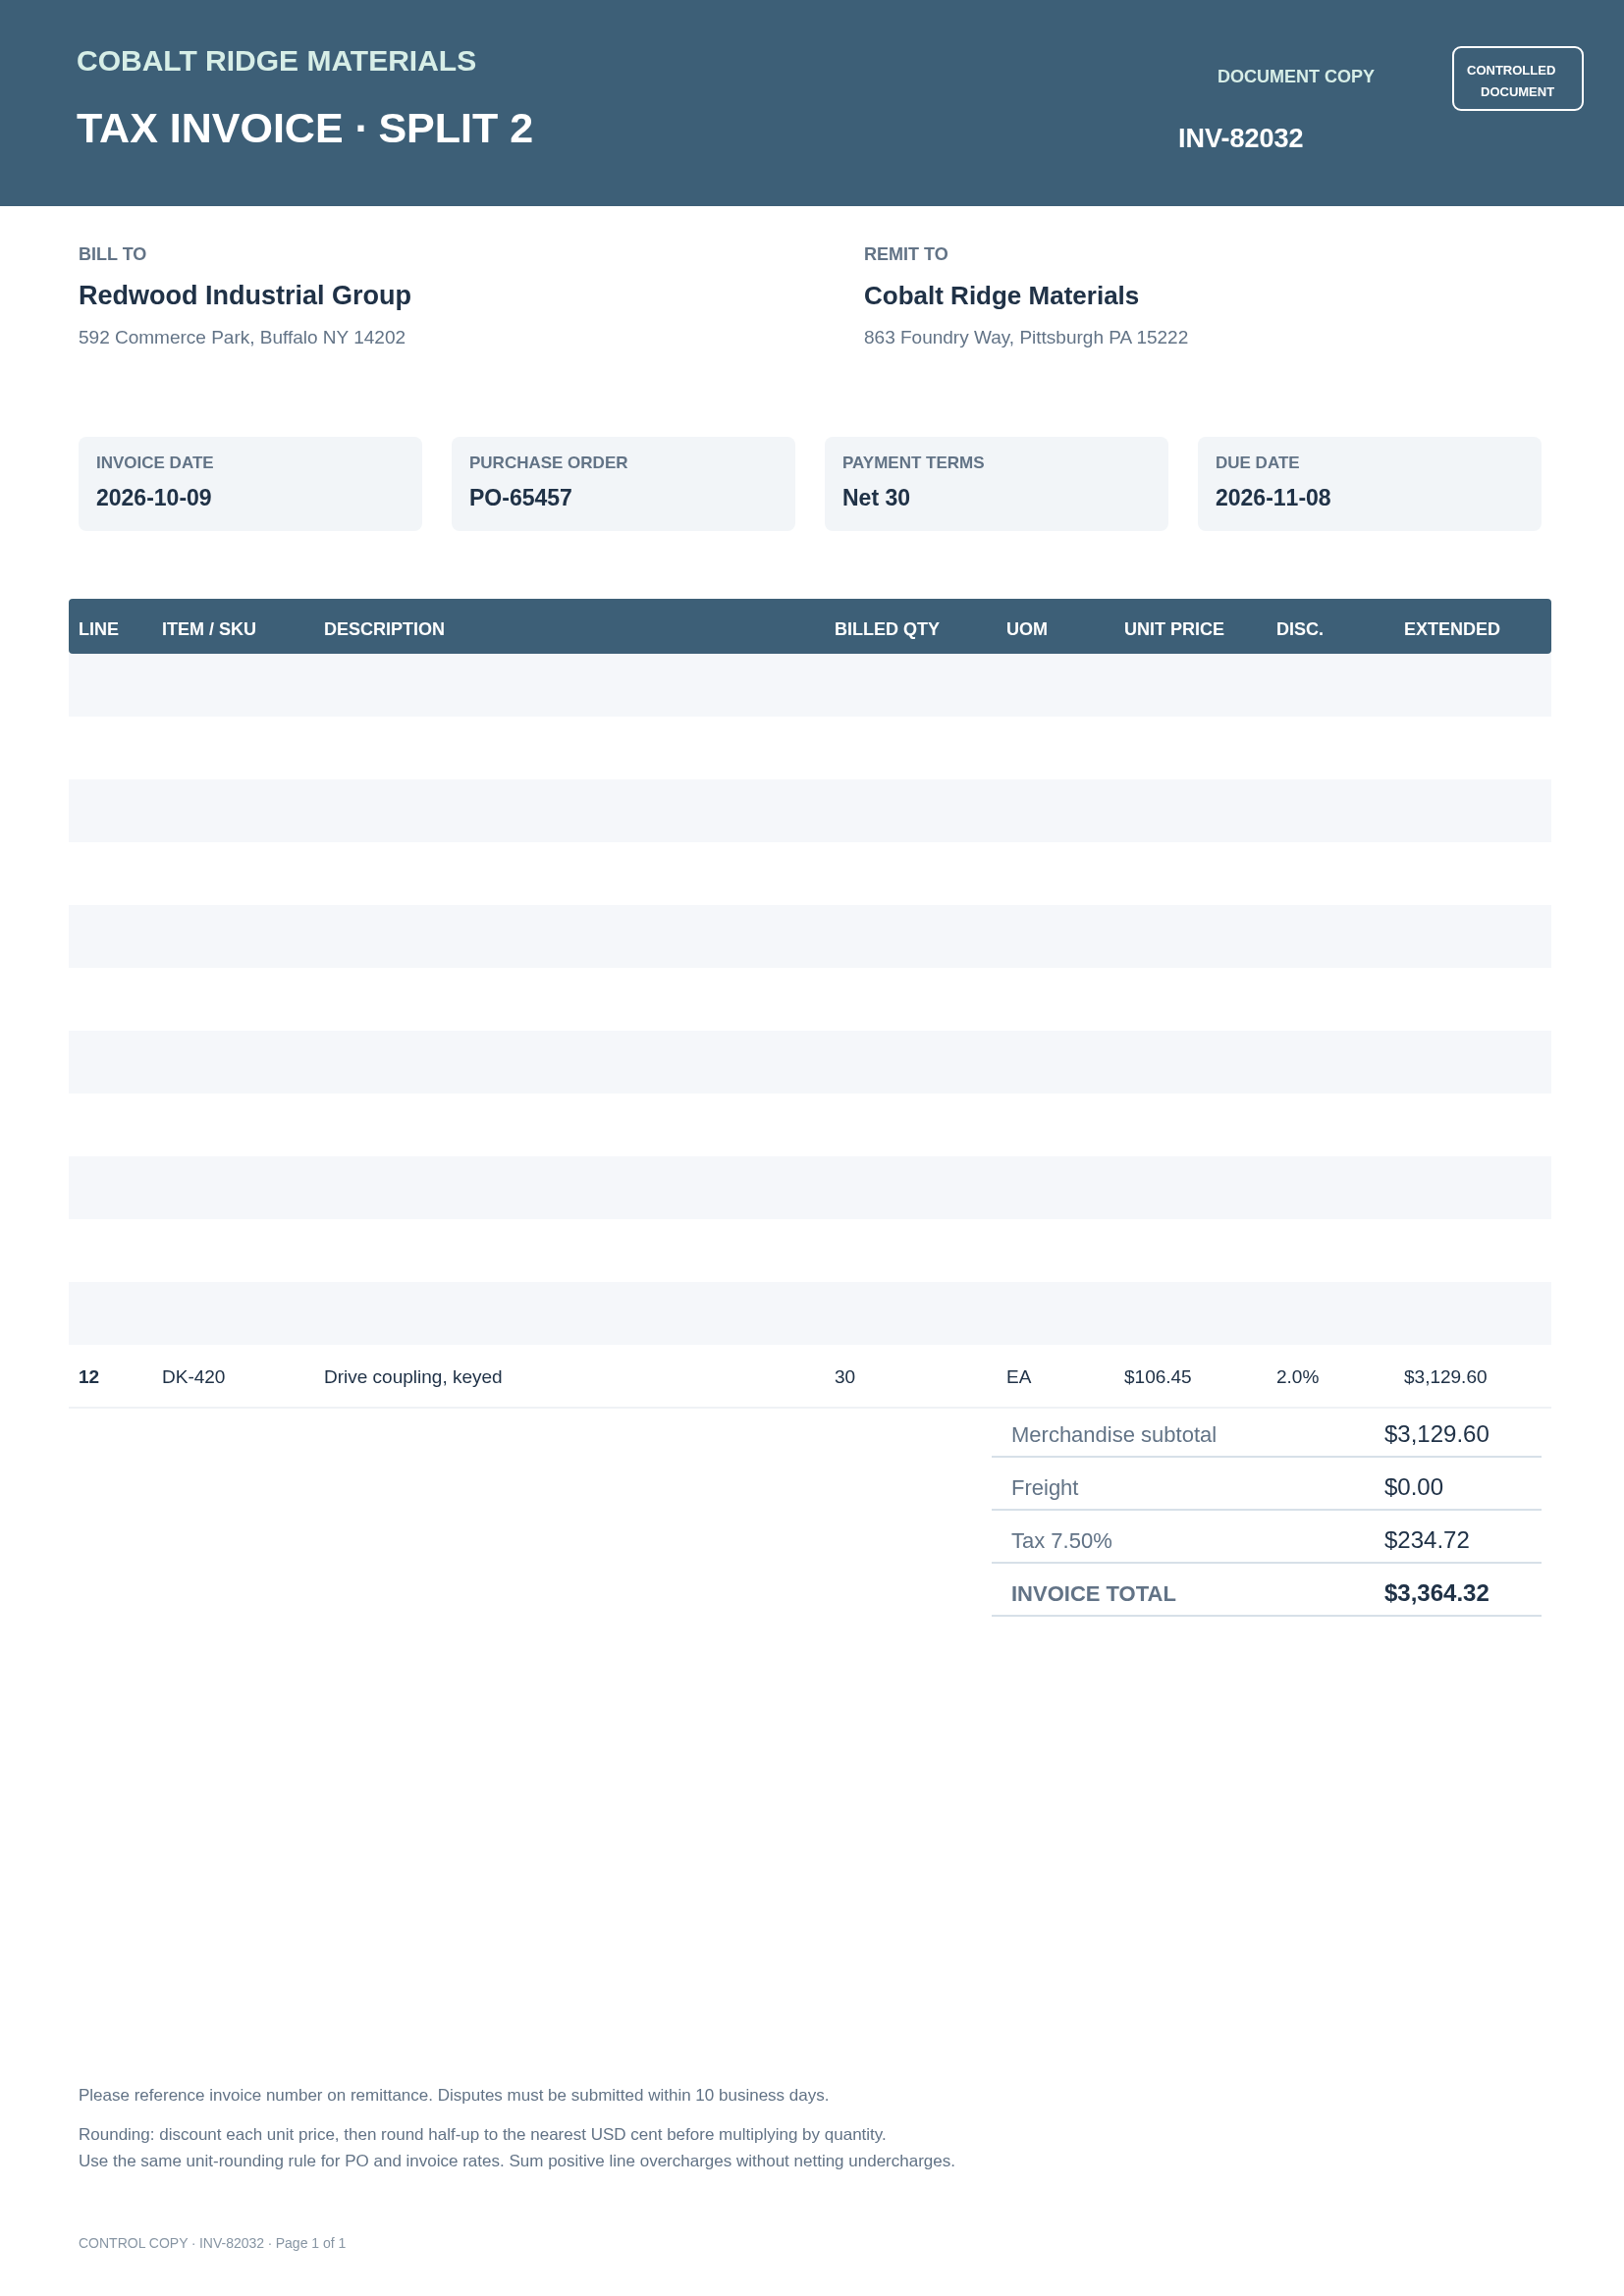 COBALT RIDGE MATERIALS
TAX INVOICE · SPLIT 2
DOCUMENT COPY
INV-82032
CONTROLLED
DOCUMENT
BILL TO
Redwood Industrial Group
592 Commerce Park, Buffalo NY 14202
REMIT TO
Cobalt Ridge Materials
863 Foundry Way, Pittsburgh PA 15222
INVOICE DATE
2026-10-09
PURCHASE ORDER
PO-65457
PAYMENT TERMS
Net 30
DUE DATE
2026-11-08
LINE ITEM / SKU DESCRIPTION BILLED QTY UOM UNIT PRICE DISC. EXTENDED
12 DK-420 Drive coupling, keyed 30 EA $106.45 2.0% $3,129.60
Merchandise subtotal $3,129.60
Freight $0.00
Tax 7.50% $234.72
INVOICE TOTAL $3,364.32
Please reference invoice number on remittance. Disputes must be submitted within 10 business days.
Rounding: discount each unit price, then round half-up to the nearest USD cent before multiplying by quantity.
Use the same unit-rounding rule for PO and invoice rates. Sum positive line overcharges without netting undercharges.
CONTROL COPY · INV-82032 · Page 1 of 1